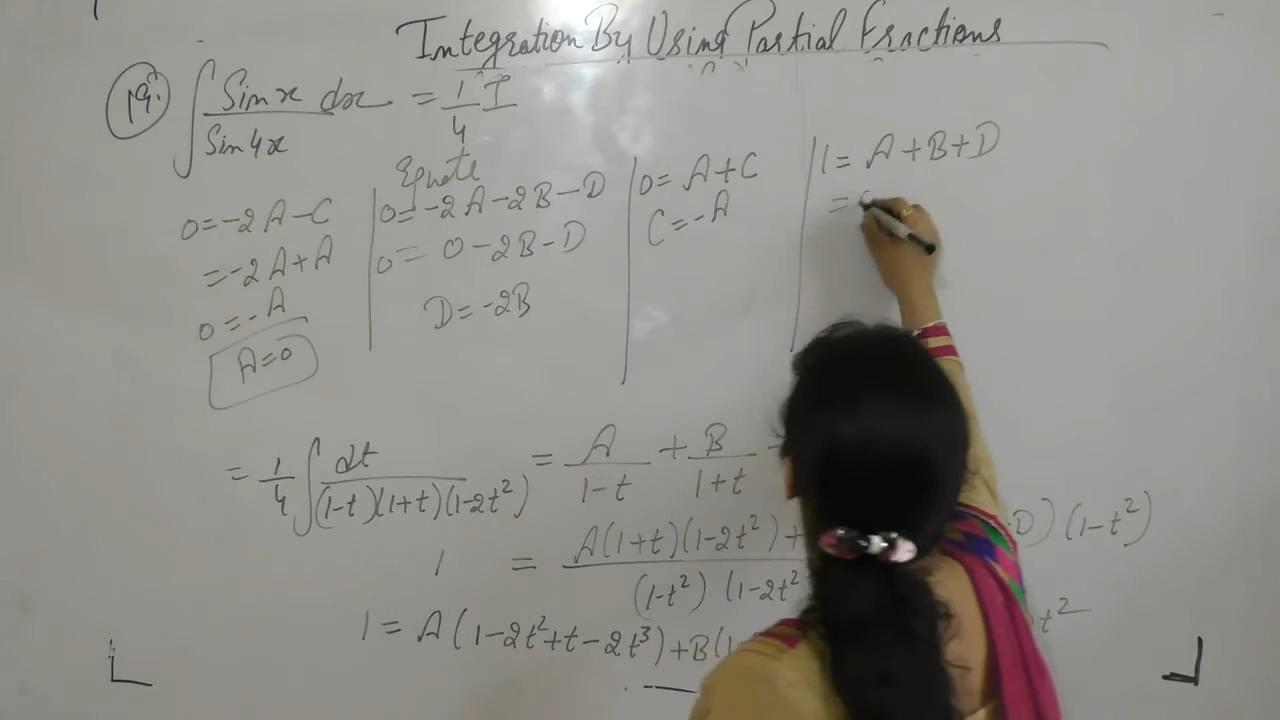 Integration By Using Partial Fractions
19. ∫ Sin x dx / Sin 4x = 1/4 I
Equate
0 = -2A - C
= -2A + A
0 = -A
A = 0
0 = -2A - 2B - D
0 = 0 - 2B - D
D = -2B
0 = A + C
C = -A
1 = A + B + D
=
= 1/4 ∫ dt / (1-t)(1+t)(1-2t²) = A / 1-t + B / 1+t
1 = A(1+t)(1-2t²) + D)(1-t²) / (1-t²)(1-2t²
1 = A(1-2t²+t-2t³) + B(1 t²